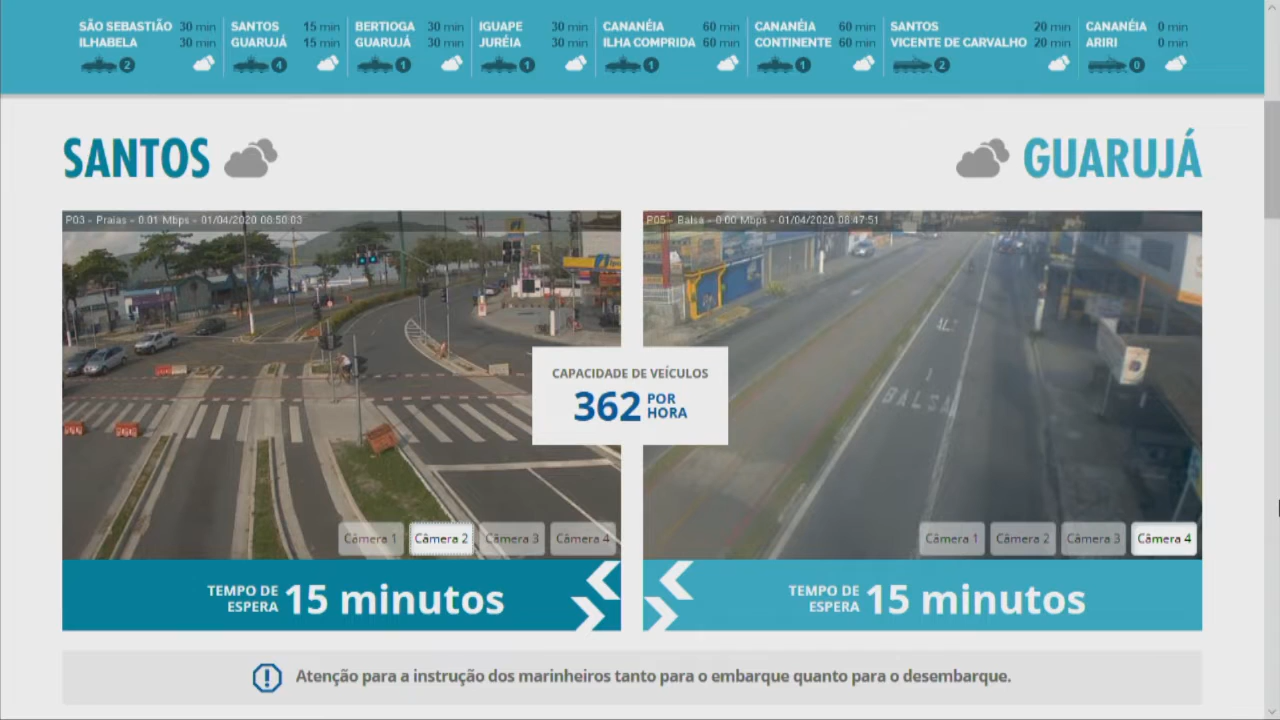 SÃO SEBASTIÃO 30 min
ILHABELA 30 min
2
SANTOS 15 min
GUARUJÁ 15 min
4
BERTIOGA 30 min
GUARUJÁ 30 min
1
IGUAPE 30 min
JURÉIA 30 min
1
CANANÉIA 60 min
ILHA COMPRIDA 60 min
1
CANANÉIA 60 min
CONTINENTE 60 min
1
SANTOS 20 min
VICENTE DE CARVALHO 20 min
2
CANANÉIA 0 min
ARIRI 0 min
0
SANTOS
GUARUJÁ
P03 - Praias - 0.01 Mbps - 01/04/2020 08:50:03
P05 - Balsa - 0.00 Mbps - 01/04/2020 08:47:51
CAPACIDADE DE VEÍCULOS
362 POR
HORA
BALSA
Câmera 1 Câmera 2 Câmera 3 Câmera 4
Câmera 1 Câmera 2 Câmera 3 Câmera 4
TEMPO DE
ESPERA 15 minutos
TEMPO DE
ESPERA 15 minutos
Atenção para a instrução dos marinheiros tanto para o embarque quanto para o desembarque.